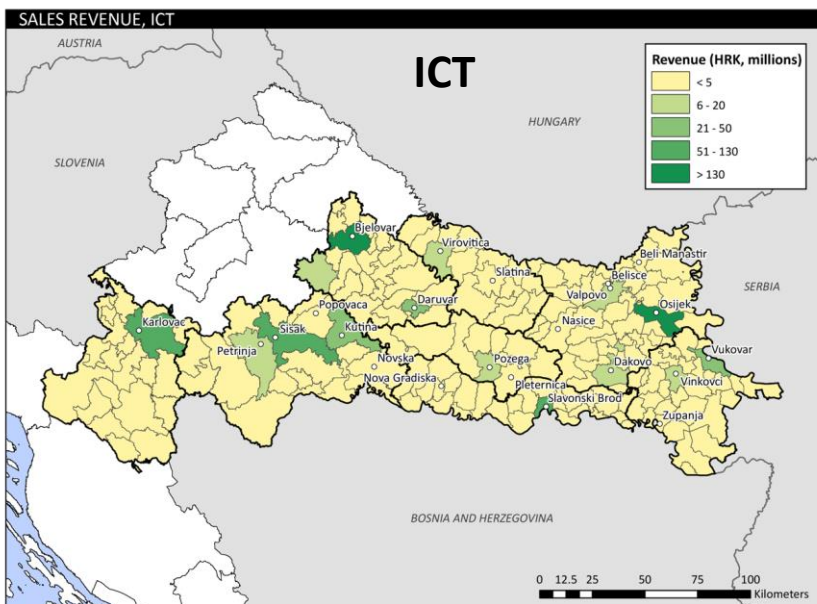 SALES REVENUE, ICT
AUSTRIA
ICT
Revenue (HRK, millions)
< 5
6 - 20
21 - 50
51 - 130
> 130
HUNGARY
SLOVENIA
Bjelovar
Virovitica
Beli Manastir
Slatina
Belisce
SERBIA
Valpovo
Popovaca
Daruvar
Osijek
Karlovac
Sisak
Kutina
Nasice
Petrinja
Vukovar
Novska
Pozega
Dakovo
Nova Gradiska
Pleternica
Vinkovci
Slavonski Brod
Zupanja
BOSNIA AND HERZEGOVINA
0 12.5 25 50 75 100
Kilometers